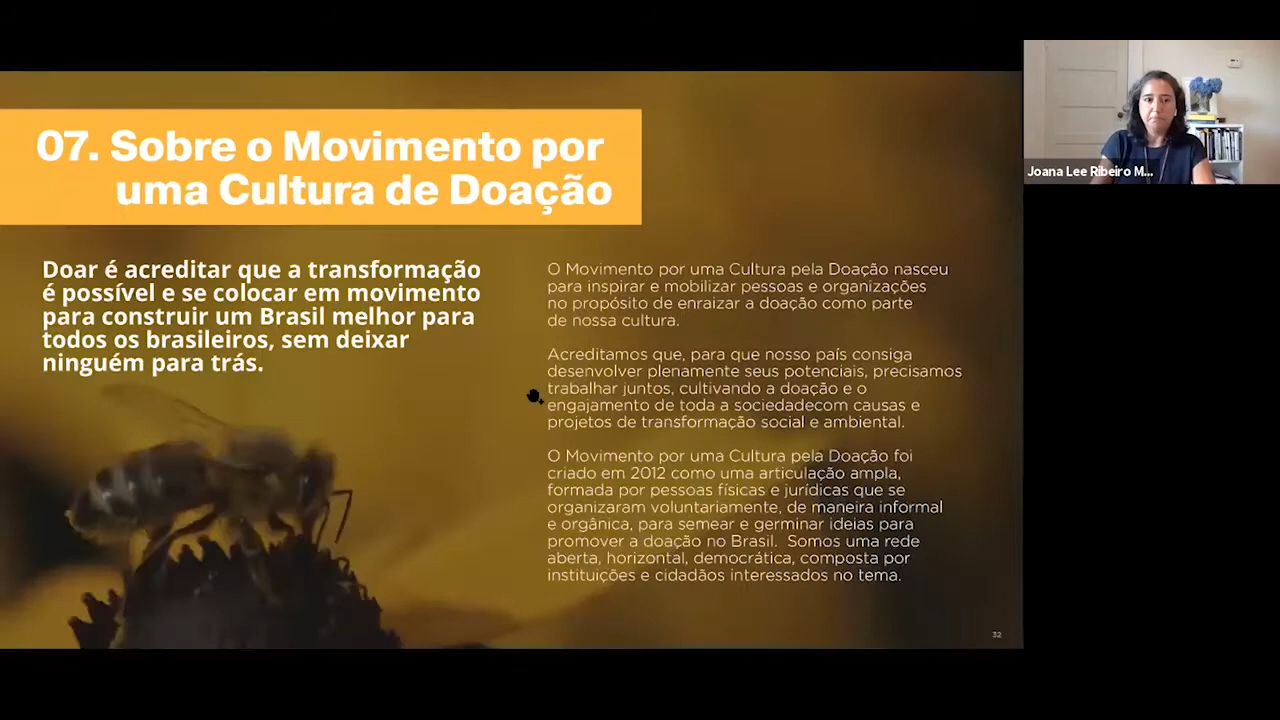 07. Sobre o Movimento por
uma Cultura de Doação
Doar é acreditar que a transformação
é possível e se colocar em movimento
para construir um Brasil melhor para
todos os brasileiros, sem deixar
ninguém para trás.
O Movimento por uma Cultura pela Doação nasceu
para inspirar e mobilizar pessoas e organizações
no propósito de enraizar a doação como parte
de nossa cultura.
Acreditamos que, para que nosso país consiga
desenvolver plenamente seus potenciais, precisamos
trabalhar juntos, cultivando a doação e o
engajamento de toda a sociedadecom causas e
projetos de transformação social e ambiental.
O Movimento por uma Cultura pela Doação foi
criado em 2012 como uma articulação ampla,
formada por pessoas físicas e jurídicas que se
organizaram voluntariamente, de maneira informal
e orgânica, para semear e germinar ideias para
promover a doação no Brasil.  Somos uma rede
aberta, horizontal, democrática, composta por
instituições e cidadãos interessados no tema.
32
Joana Lee Ribeiro M...